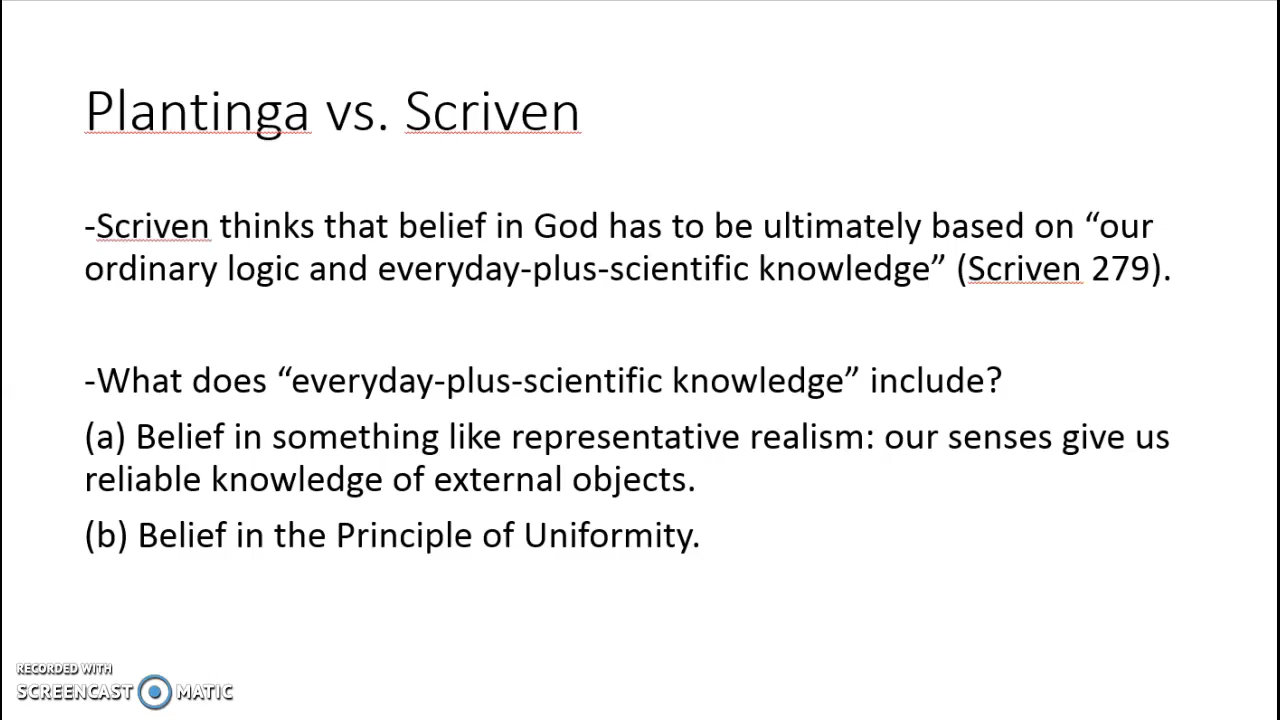 Plantinga vs. Scriven
-Scriven thinks that belief in God has to be ultimately based on “our
ordinary logic and everyday-plus-scientific knowledge” (Scriven 279).
-What does “everyday-plus-scientific knowledge” include?
(a) Belief in something like representative realism: our senses give us
reliable knowledge of external objects.
(b) Belief in the Principle of Uniformity.
RECORDED WITH
SCREENCAST MATIC